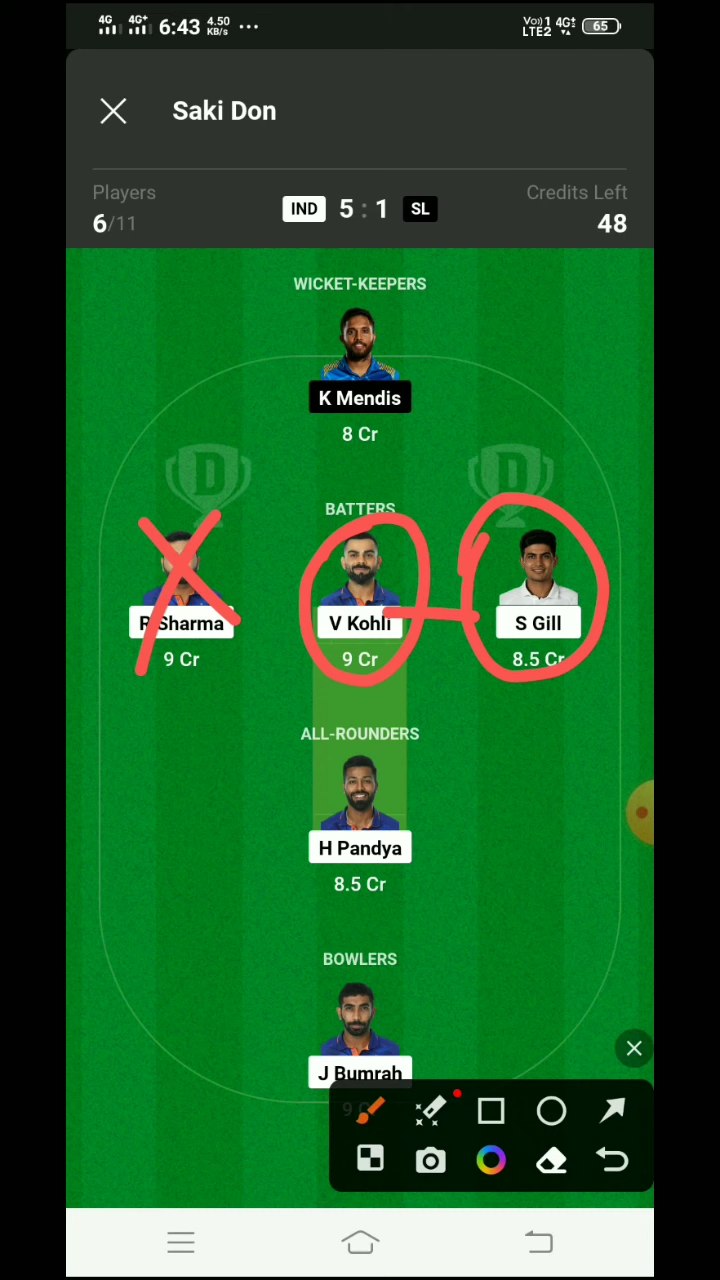 4G 4G+ 6:43 4.50 KB/s ... Vo)) 1 4G± LTE2 65
Saki Don
Players
Credits Left
6/11
IND 5 : 1 SL
48
WICKET-KEEPERS
K Mendis
8 Cr
D D
BATTERS
R Sharma
V Kohli
S Gill
9 Cr
9 Cr
8.5 Cr
ALL-ROUNDERS
H Pandya
8.5 Cr
BOWLERS
J Bumrah